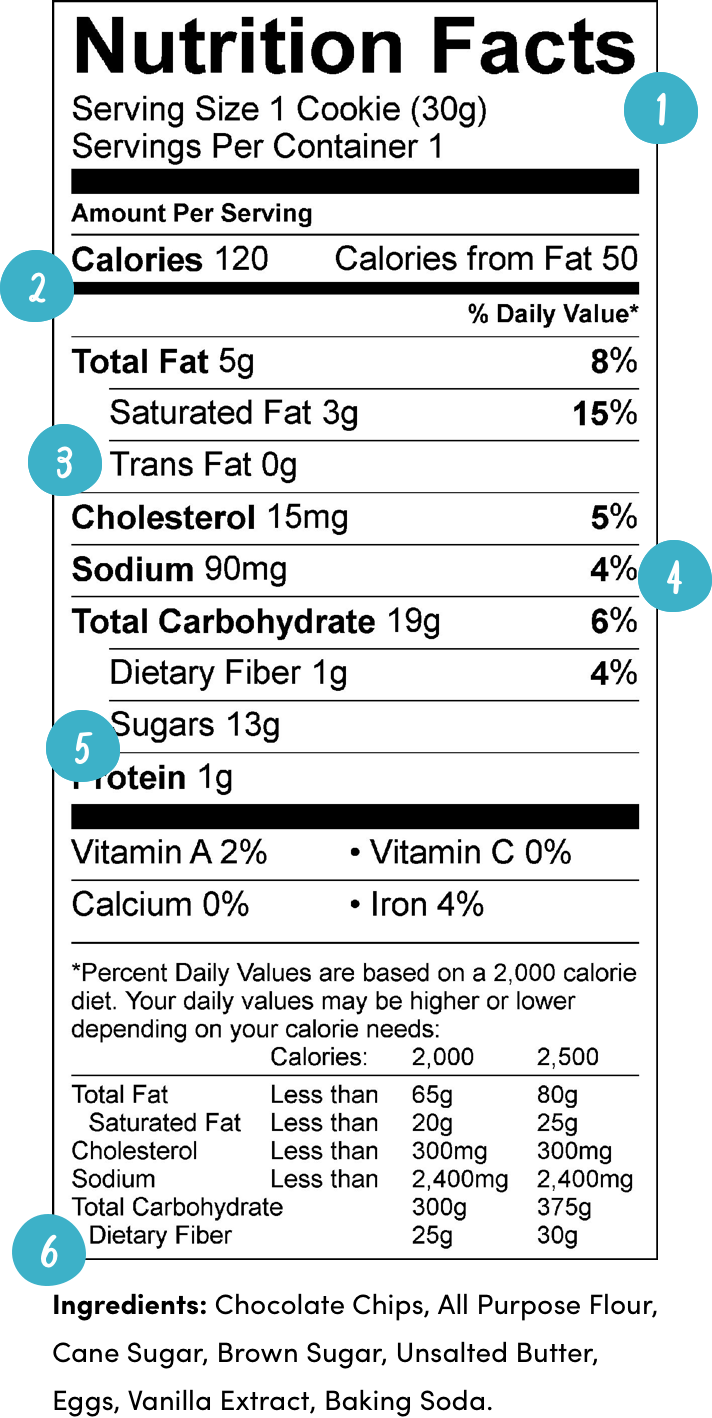 Nutrition Facts
Serving Size 1 Cookie (30g)
1
Servings Per Container 1
Amount Per Serving
Calories 120 Calories from Fat 50
2
% Daily Value*
Total Fat 5g 8%
Saturated Fat 3g 15%
3 Trans Fat 0g
Cholesterol 15mg 5%
Sodium 90mg 4% 4
Total Carbohydrate 19g 6%
Dietary Fiber 1g 4%
Sugars 13g
5
Protein 1g
Vitamin A 2% • Vitamin C 0%
Calcium 0% • Iron 4%
*Percent Daily Values are based on a 2,000 calorie
diet. Your daily values may be higher or lower
depending on your calorie needs:
Calories: 2,000 2,500
Total Fat Less than 65g 80g
Saturated Fat Less than 20g 25g
Cholesterol Less than 300mg 300mg
Sodium Less than 2,400mg 2,400mg
Total Carbohydrate 300g 375g
Dietary Fiber 25g 30g
6
Ingredients: Chocolate Chips, All Purpose Flour,
Cane Sugar, Brown Sugar, Unsalted Butter,
Eggs, Vanilla Extract, Baking Soda.